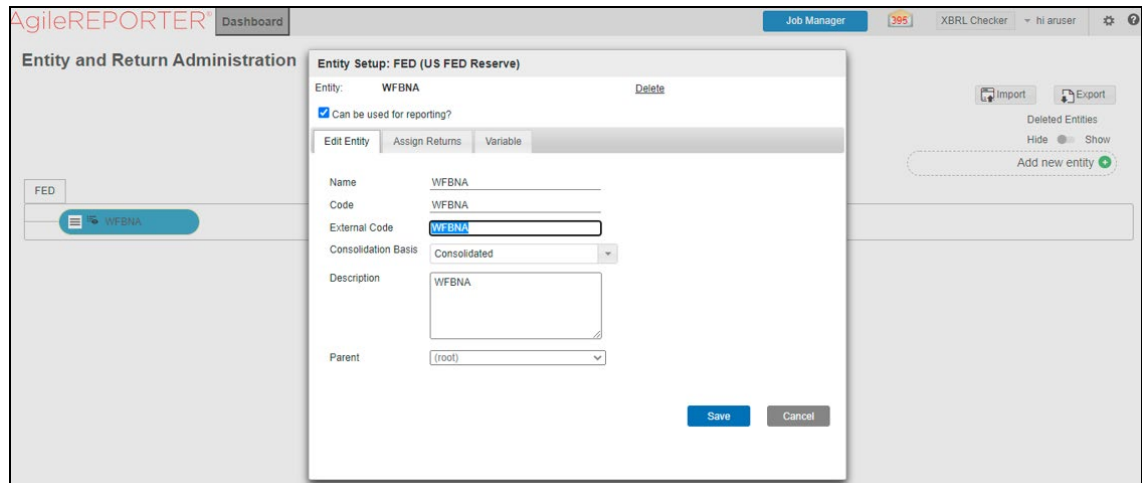 AgileREPORTER® Dashboard Job Manager 395 XBRL Checker hi aruser
Entity and Return Administration
Import Export
Deleted Entities
Hide Show
Add new entity
FED
WFBNA
Entity Setup: FED (US FED Reserve)
Entity: WFBNA Delete
Can be used for reporting?
Edit Entity Assign Returns Variable
Name WFBNA
Code WFBNA
External Code WFBNA
Consolidation Basis Consolidated
Description WFBNA
Parent (root)
Save Cancel